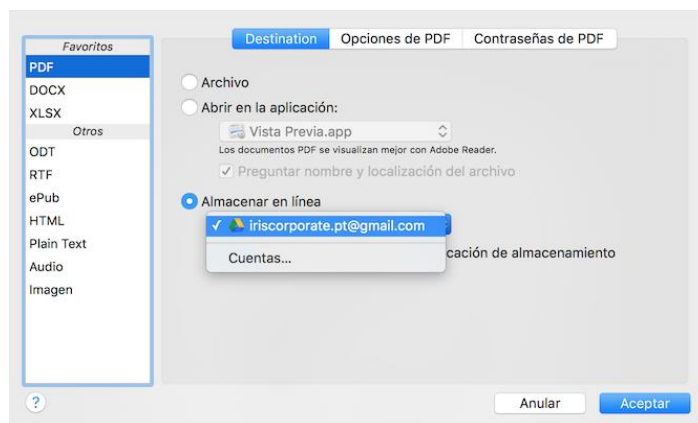 Destination Opciones de PDF Contraseñas de PDF
Favoritos
PDF
DOCX
XLSX
Otros
ODT
RTF
ePub
HTML
Plain Text
Audio
Imagen
Archivo
Abrir en la aplicación:
Vista Previa.app
Los documentos PDF se visualizan mejor con Adobe Reader.
Preguntar nombre y localización del archivo
Almacenar en línea
iriscorporate.pt@gmail.com
Cuentas...
cación de almacenamiento
?
Anular Aceptar